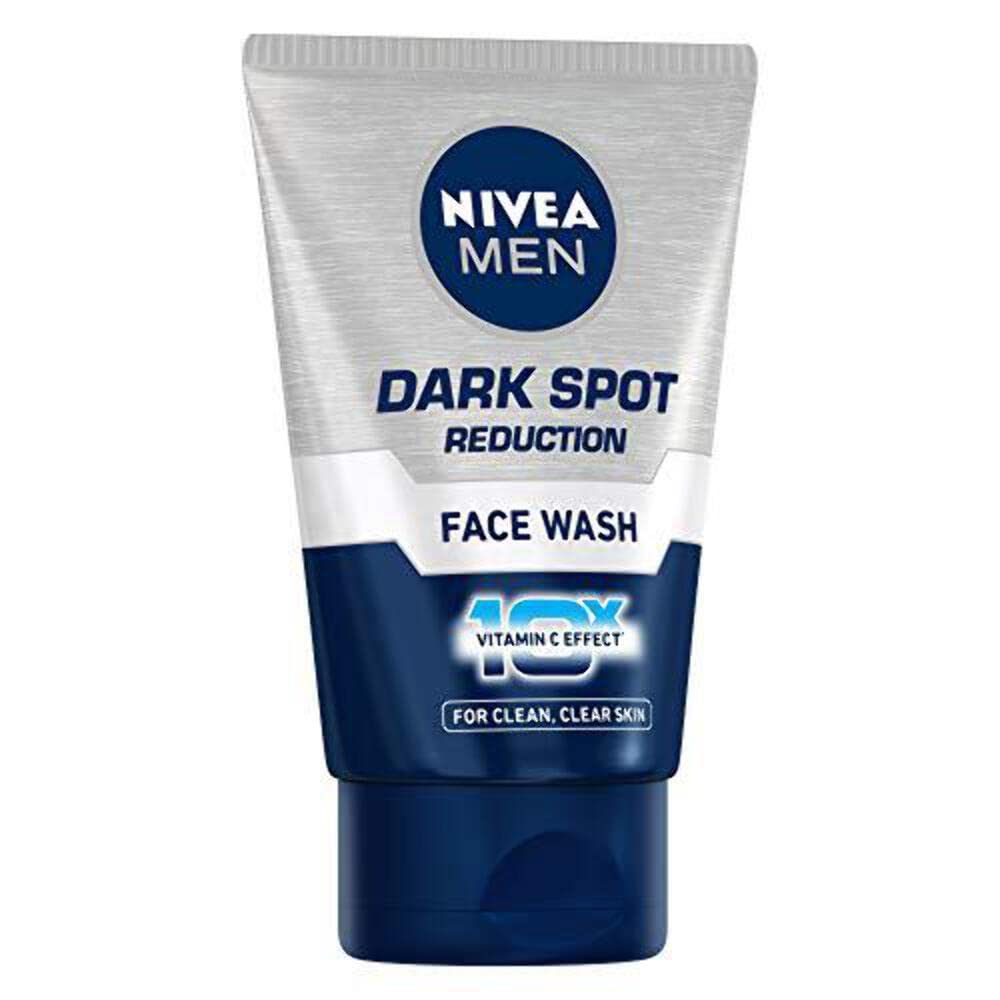 NIVEA
MEN
DARK SPOT
REDUCTION
FACE WASH
10X
VITAMIN C EFFECT*
FOR CLEAN, CLEAR SKIN